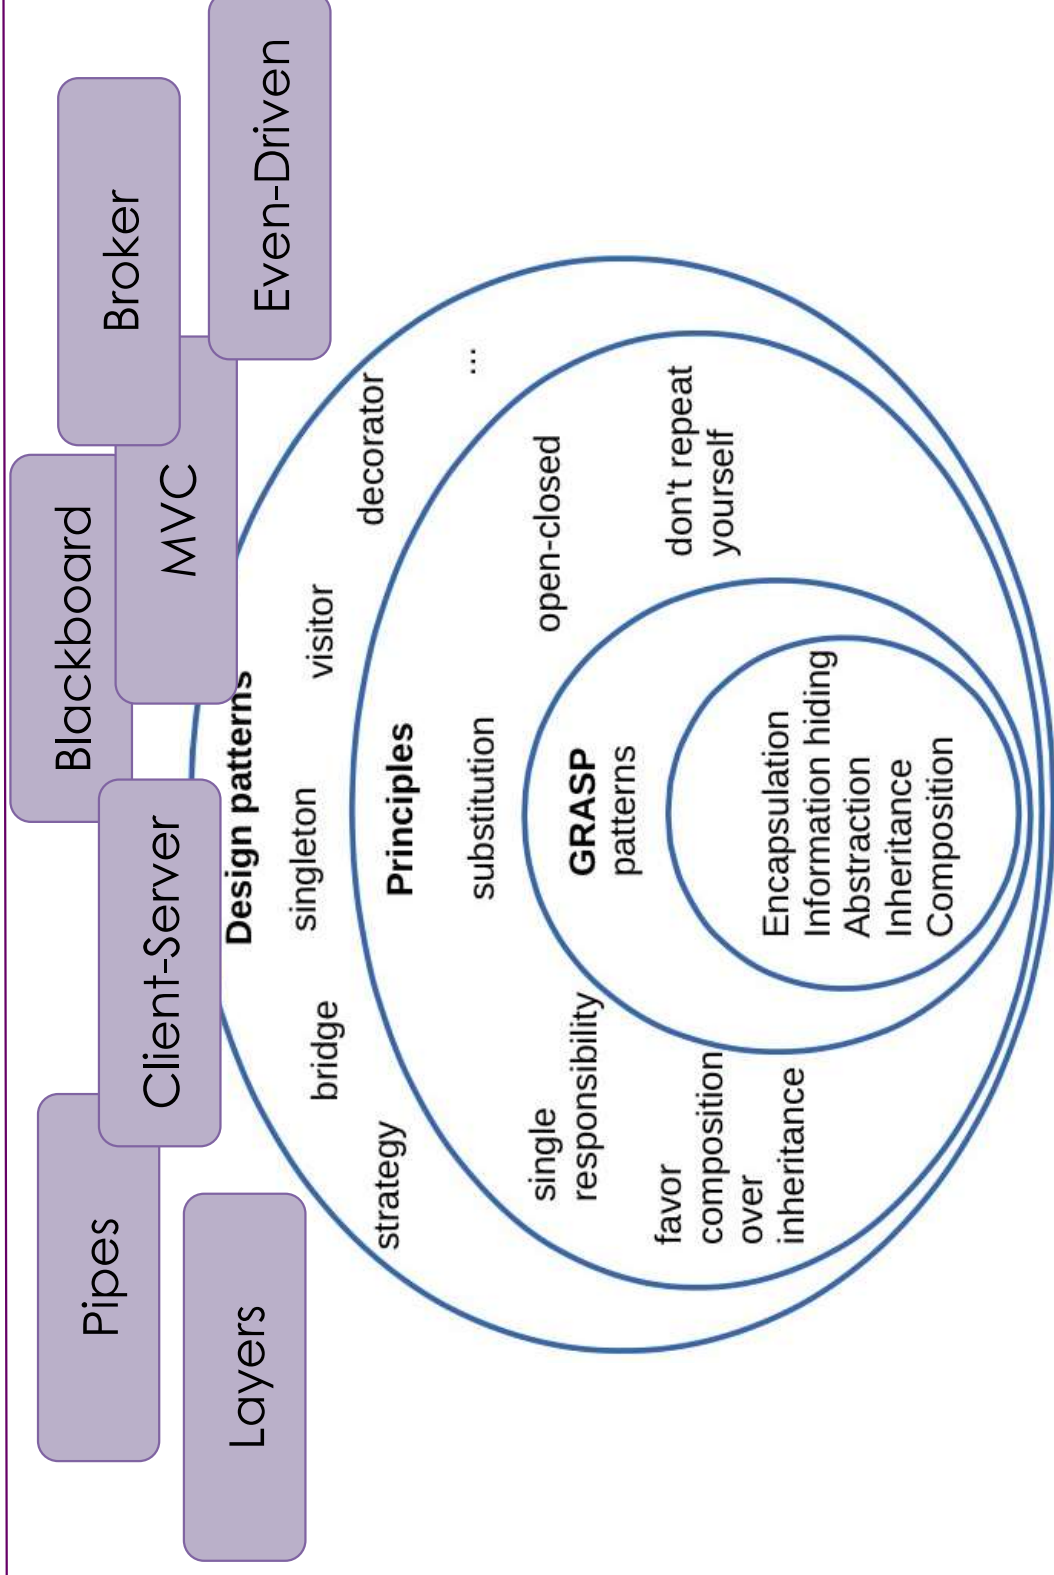 Blackboard
Pipes
Broker
Client-Server
MVC
Layers
Even-Driven
Design patterns
singleton
visitor
bridge
decorator
strategy
...
Principles
substitution
open-closed
single
responsibility
don't repeat
yourself
favor
composition
over
inheritance
GRASP
patterns
Encapsulation
Information hiding
Abstraction
Inheritance
Composition